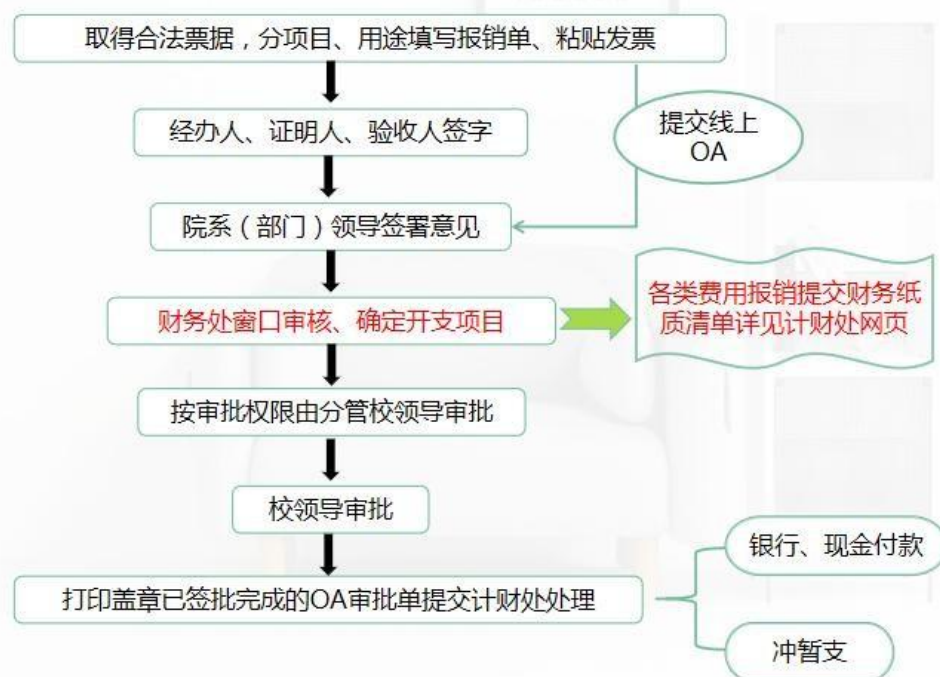 取得合法票据，分项目、用途填写报销单、粘贴发票
经办人、证明人、验收人签字
提交线上
OA
院系（部门）领导签署意见
财务处窗口审核、确定开支项目
各类费用报销提交财务纸
质清单详见计财处网页
按审批权限由分管校领导审批
校领导审批
银行、现金付款
打印盖章已签批完成的OA审批单提交计财处处理
冲暂支